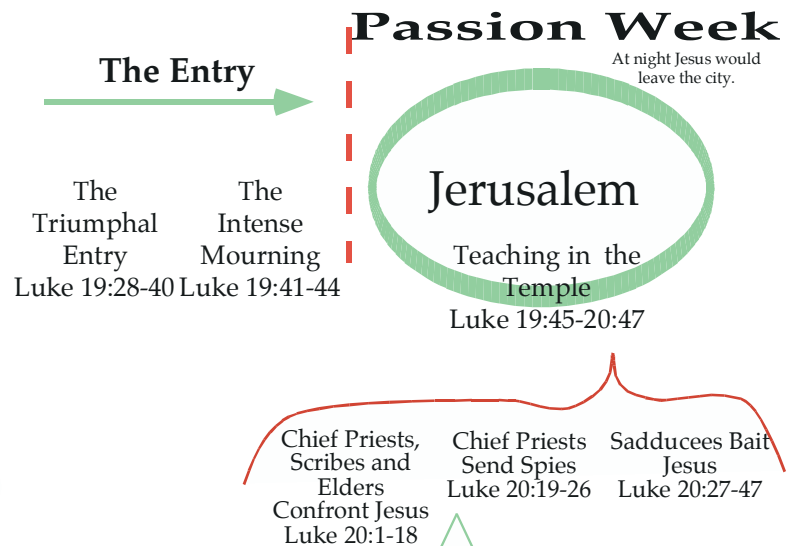 Passion Week
At night Jesus would
leave the city.
The Entry
The
Triumphal
Entry
Luke 19:28-40
The
Intense
Mourning
Luke 19:41-44
Jerusalem
Teaching in the
Temple
Luke 19:45-20:47
Chief Priests,
Scribes and
Elders
Confront Jesus
Luke 20:1-18
Chief Priests
Send Spies
Luke 20:19-26
Sadducees Bait
Jesus
Luke 20:27-47